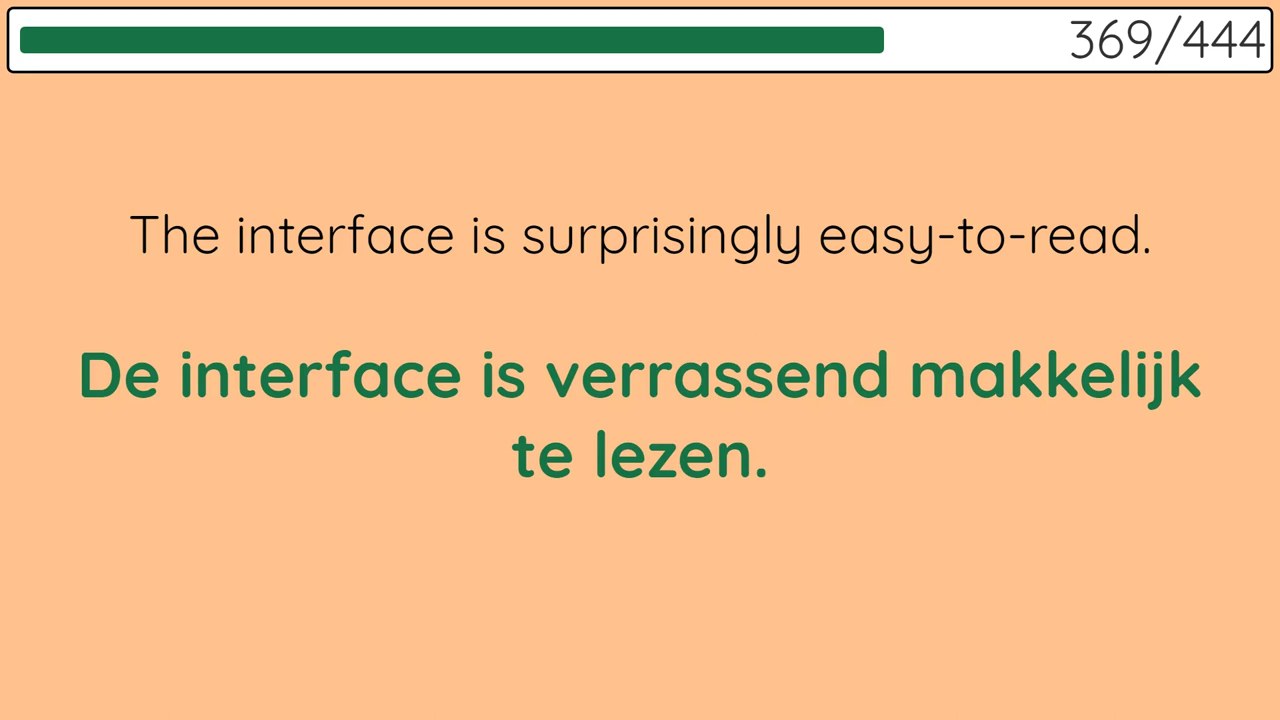 369/444
The interface is surprisingly easy-to-read.
De interface is verrassend makkelijk
te lezen.